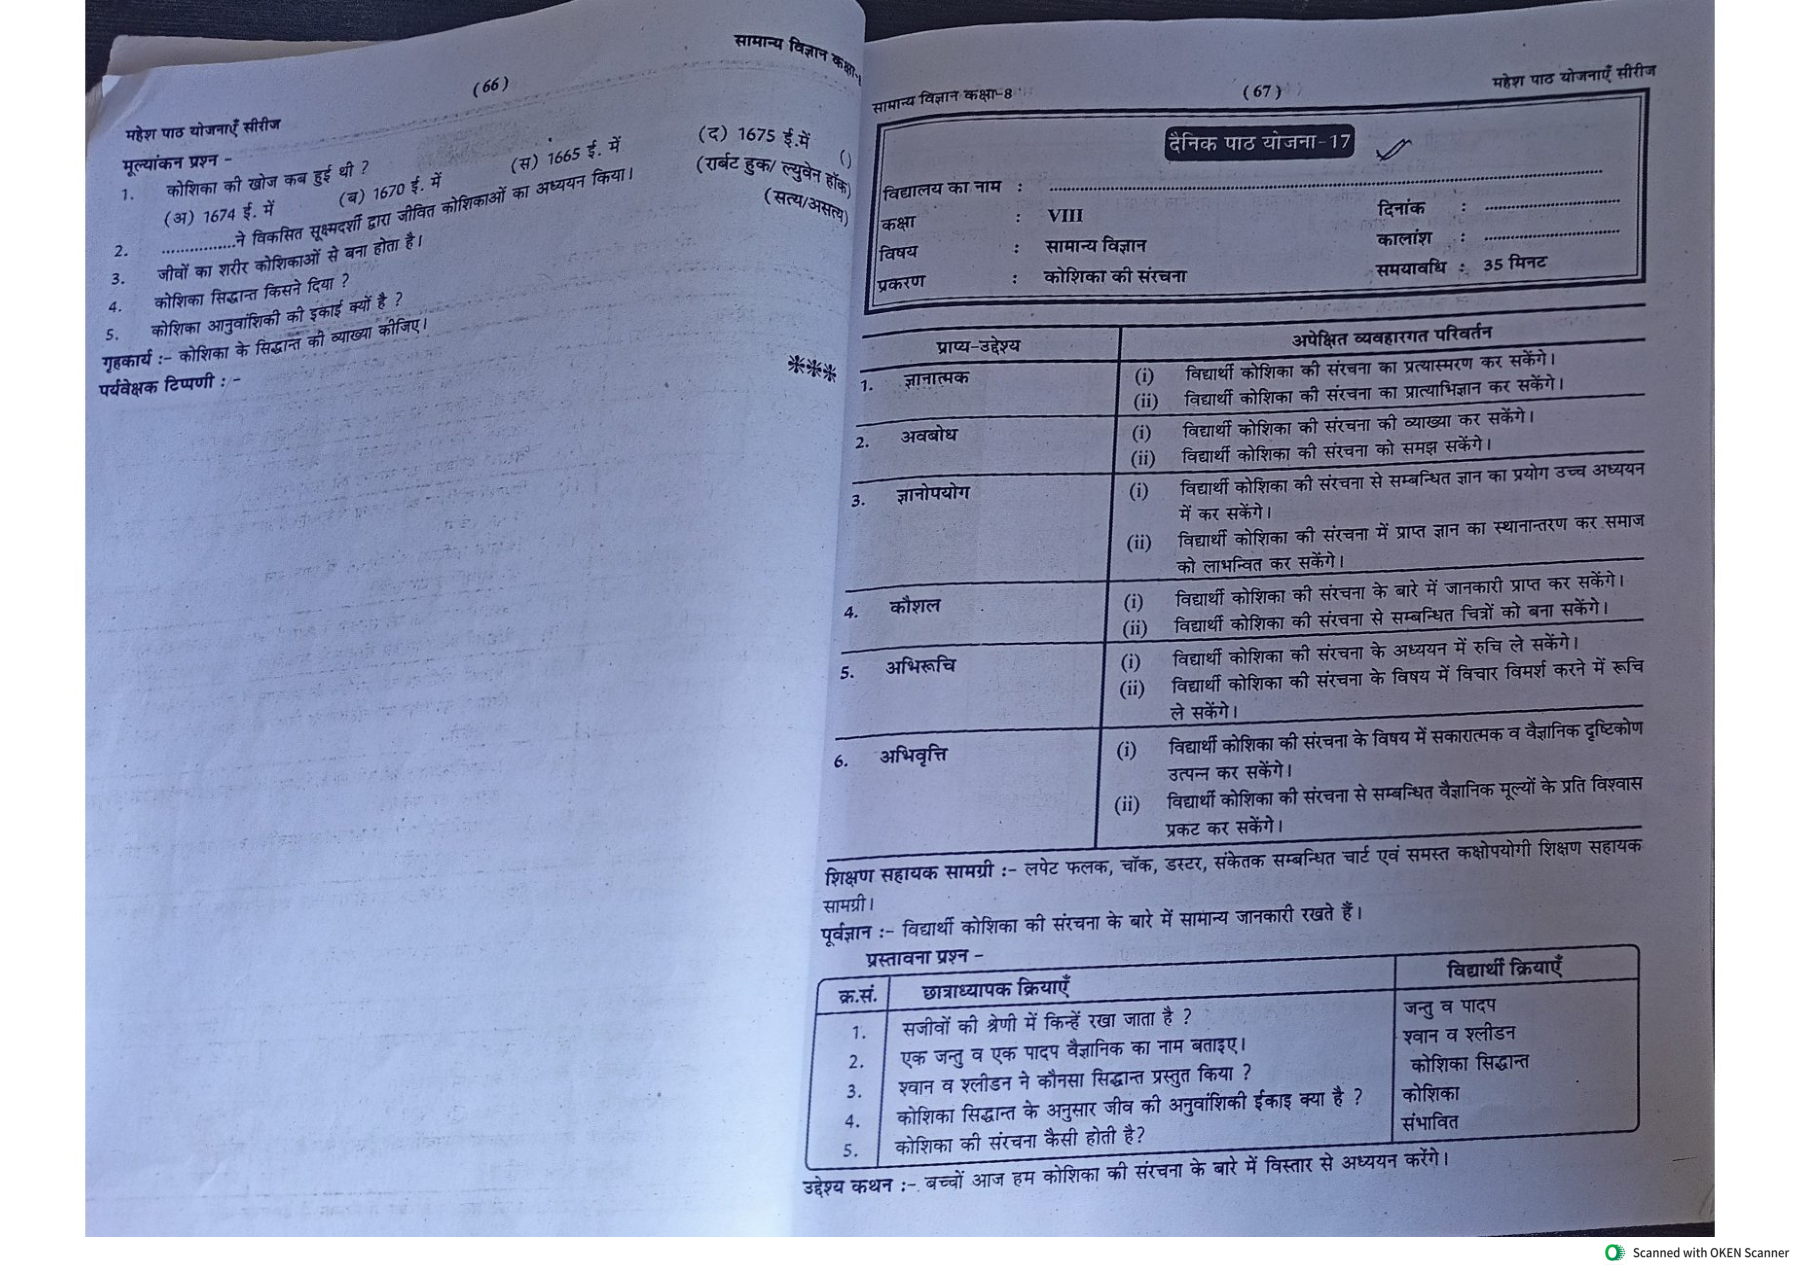 (66)
सामान्य विज्ञान कक्षा-
महेश पाठ योजनाएँ सीरीज
मूल्यांकन प्रश्न -
1. कोशिका की खोज कब हुई थी ?
(अ) 1674 ई. में (ब) 1670 ई. में (स) 1665 ई. में (द) 1675 ई.में ()
2. ................ने विकसित सूक्ष्मदर्शी द्वारा जीवित कोशिकाओं का अध्ययन किया। (रार्बट हुक/ ल्युवेन हॉक)
3. जीवों का शरीर कोशिकाओं से बना होता है। (सत्य/असत्य)
4. कोशिका सिद्धान्त किसने दिया ?
5. कोशिका आनुवांशिकी की इकाई क्यों है ?
गृहकार्य :- कोशिका के सिद्धान्त की व्याख्या कीजिए।
पर्यवेक्षक टिप्पणी : -
***
सामान्य विज्ञान कक्षा-8 (67) महेश पाठ योजनाएँ सीरीज
दैनिक पाठ योजना-17
विद्यालय का नाम : ................................
कक्षा : VIII दिनांक : ................
विषय : सामान्य विज्ञान कालांश : ................
प्रकरण : कोशिका की संरचना समयावधि : 35 मिनट
प्राप्य-उद्देश्य अपेक्षित व्यवहारगत परिवर्तन
1. ज्ञानात्मक (i) विद्यार्थी कोशिका की संरचना का प्रत्यास्मरण कर सकेंगे।
(ii) विद्यार्थी कोशिका की संरचना का प्रात्याभिज्ञान कर सकेंगे।
2. अवबोध (i) विद्यार्थी कोशिका की संरचना की व्याख्या कर सकेंगे।
(ii) विद्यार्थी कोशिका की संरचना को समझ सकेंगे।
3. ज्ञानोपयोग (i) विद्यार्थी कोशिका की संरचना से सम्बन्धित ज्ञान का प्रयोग उच्च अध्ययन
में कर सकेंगे।
(ii) विद्यार्थी कोशिका की संरचना में प्राप्त ज्ञान का स्थानान्तरण कर समाज
को लाभन्वित कर सकेंगे।
4. कौशल (i) विद्यार्थी कोशिका की संरचना के बारे में जानकारी प्राप्त कर सकेंगे।
(ii) विद्यार्थी कोशिका की संरचना से सम्बन्धित चित्रों को बना सकेंगे।
5. अभिरूचि (i) विद्यार्थी कोशिका की संरचना के अध्ययन में रुचि ले सकेंगे।
(ii) विद्यार्थी कोशिका की संरचना के विषय में विचार विमर्श करने में रूचि
ले सकेंगे।
6. अभिवृत्ति (i) विद्यार्थी कोशिका की संरचना के विषय में सकारात्मक व वैज्ञानिक दृष्टिकोण
उत्पन्न कर सकेंगे।
(ii) विद्यार्थी कोशिका की संरचना से सम्बन्धित वैज्ञानिक मूल्यों के प्रति विश्वास
प्रकट कर सकेंगे।
शिक्षण सहायक सामग्री :- लपेट फलक, चॉक, डस्टर, संकेतक सम्बन्धित चार्ट एवं समस्त कक्षोपयोगी शिक्षण सहायक
सामग्री।
पूर्वज्ञान :- विद्यार्थी कोशिका की संरचना के बारे में सामान्य जानकारी रखते हैं।
प्रस्तावना प्रश्न -
क्र.सं. छात्राध्यापक क्रियाएँ विद्यार्थी क्रियाएँ
1. सजीवों की श्रेणी में किन्हें रखा जाता है ? जन्तु व पादप
2. एक जन्तु व एक पादप वैज्ञानिक का नाम बताइए। श्वान व श्लीडन
3. श्वान व श्लीडन ने कौनसा सिद्धान्त प्रस्तुत किया ? कोशिका सिद्धान्त
4. कोशिका सिद्धान्त के अनुसार जीव की अनुवांशिकी ईकाइ क्या है ? कोशिका
5. कोशिका की संरचना कैसी होती है? संभावित
उद्देश्य कथन :- बच्चों आज हम कोशिका की संरचना के बारे में विस्तार से अध्ययन करेंगे।
Scanned with OKEN Scanner